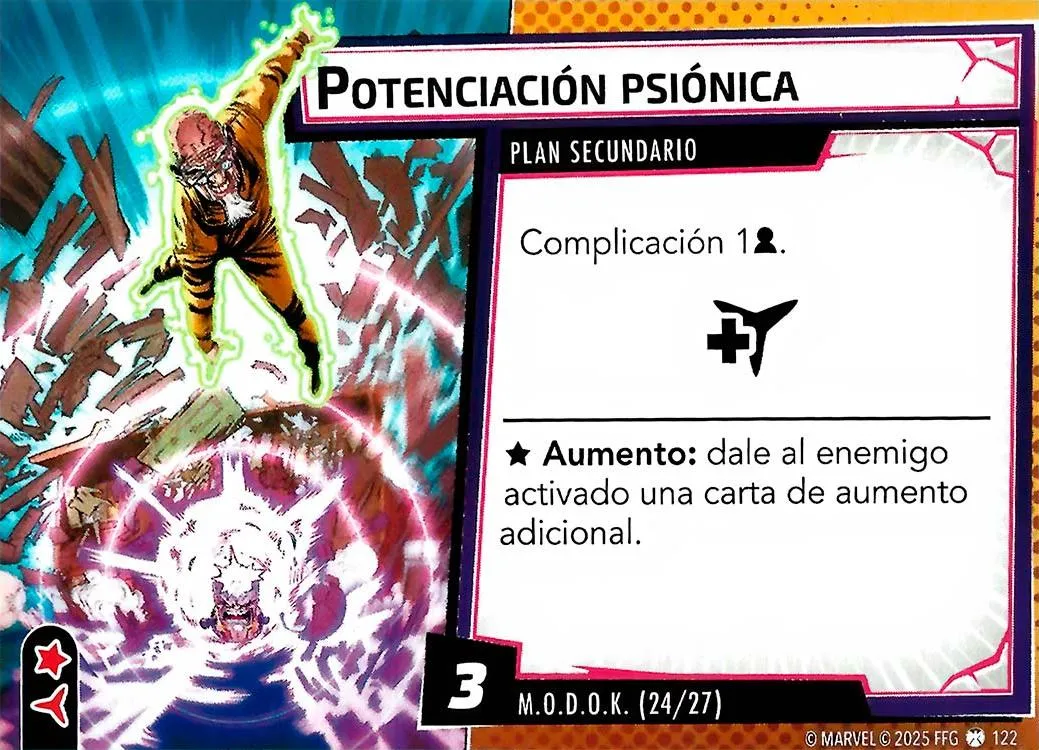 POTENCIACIÓN PSIÓNICA
PLAN SECUNDARIO
Complicación 1.
★ Aumento: dale al enemigo
activado una carta de aumento
adicional.
3
M.O.D.O.K. (24/27)
© MARVEL © 2025 FFG 122